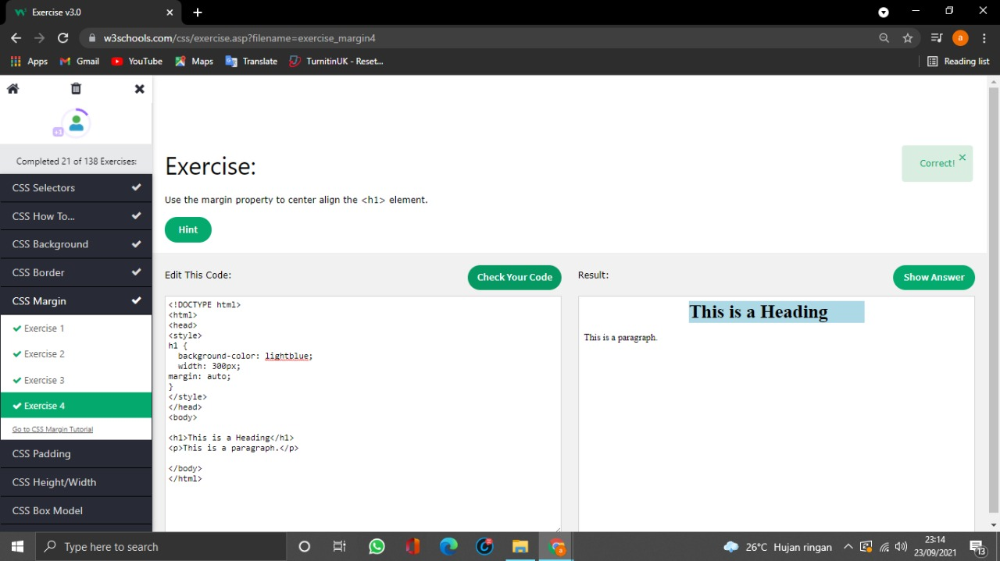 Exercise v3.0
w3schools.com/css/exercise.asp?filename=exercise_margin4
a
Apps
Gmail
YouTube
Maps
Translate
TurnitinUK - Reset...
Reading list
+1
Completed 21 of 138 Exercises:
CSS Selectors
CSS How To...
CSS Background
CSS Border
CSS Margin
Exercise 1
Exercise 2
Exercise 3
Exercise 4
Go to CSS Margin Tutorial
CSS Padding
CSS Height/Width
CSS Box Model
Exercise:
Correct!
Use the margin property to center align the <h1> element.
Hint
Edit This Code:
Check Your Code
<!DOCTYPE html>
<html>
<head>
<style>
h1 {
background-color: lightblue;
width: 300px;
margin: auto;
}
</style>
</head>
<body>
<h1>This is a Heading</h1>
<p>This is a paragraph.</p>
</body>
</html>
Result:
Show Answer
This is a Heading
This is a paragraph.
Type here to search
26°C Hujan ringan
23:14
23/09/2021
13